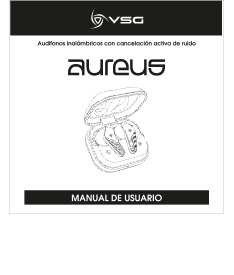 VSG
Audífonos inalámbricos con cancelación activa de ruido
aureus
MANUAL DE USUARIO